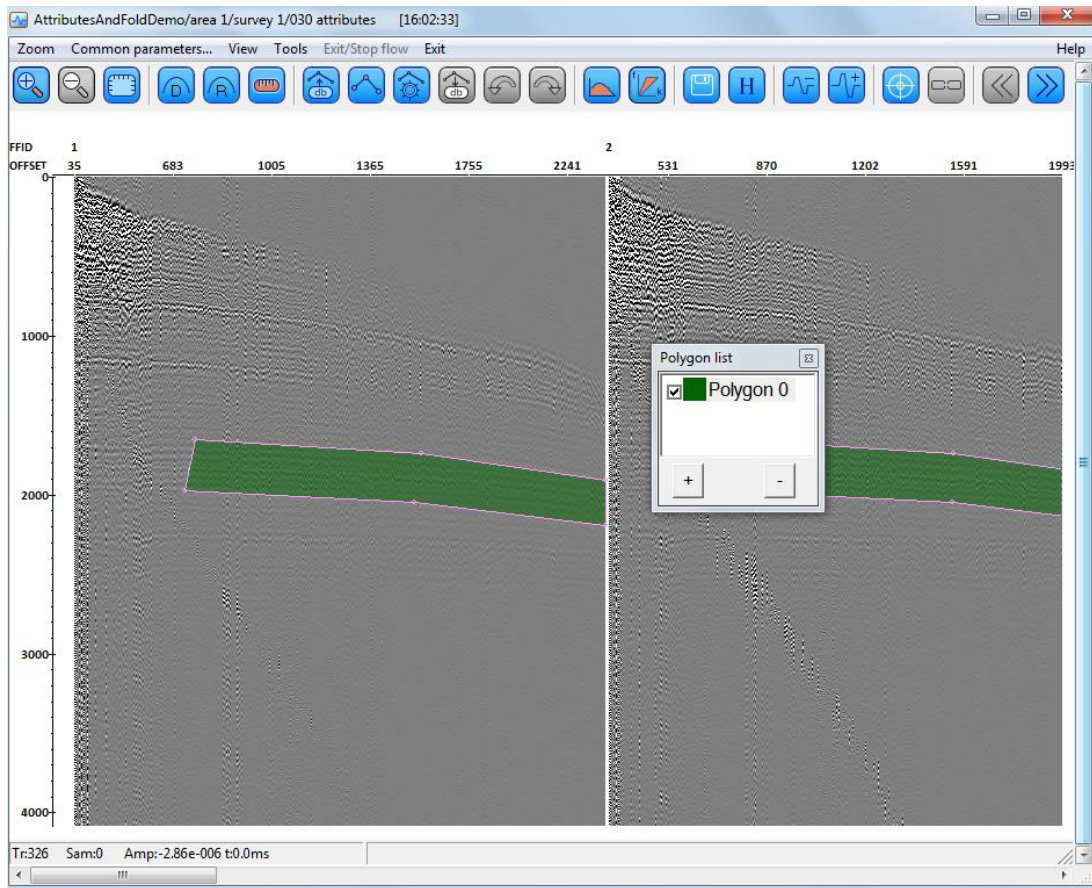 AttributesAndFoldDemo/area 1/survey 1/030 attributes [16:02:33]
Zoom Common parameters... View Tools Exit/Stop flow Exit Help
D R db db f k H
FFID 1 2
OFFSET 35 683 1005 1365 1755 2241 531 870 1202 1591 1993
0
1000
Polygon list
Polygon 0
+ -
2000
3000
4000
Tr:326 Sam:0 Amp:-2.86e-006 t:0.0ms